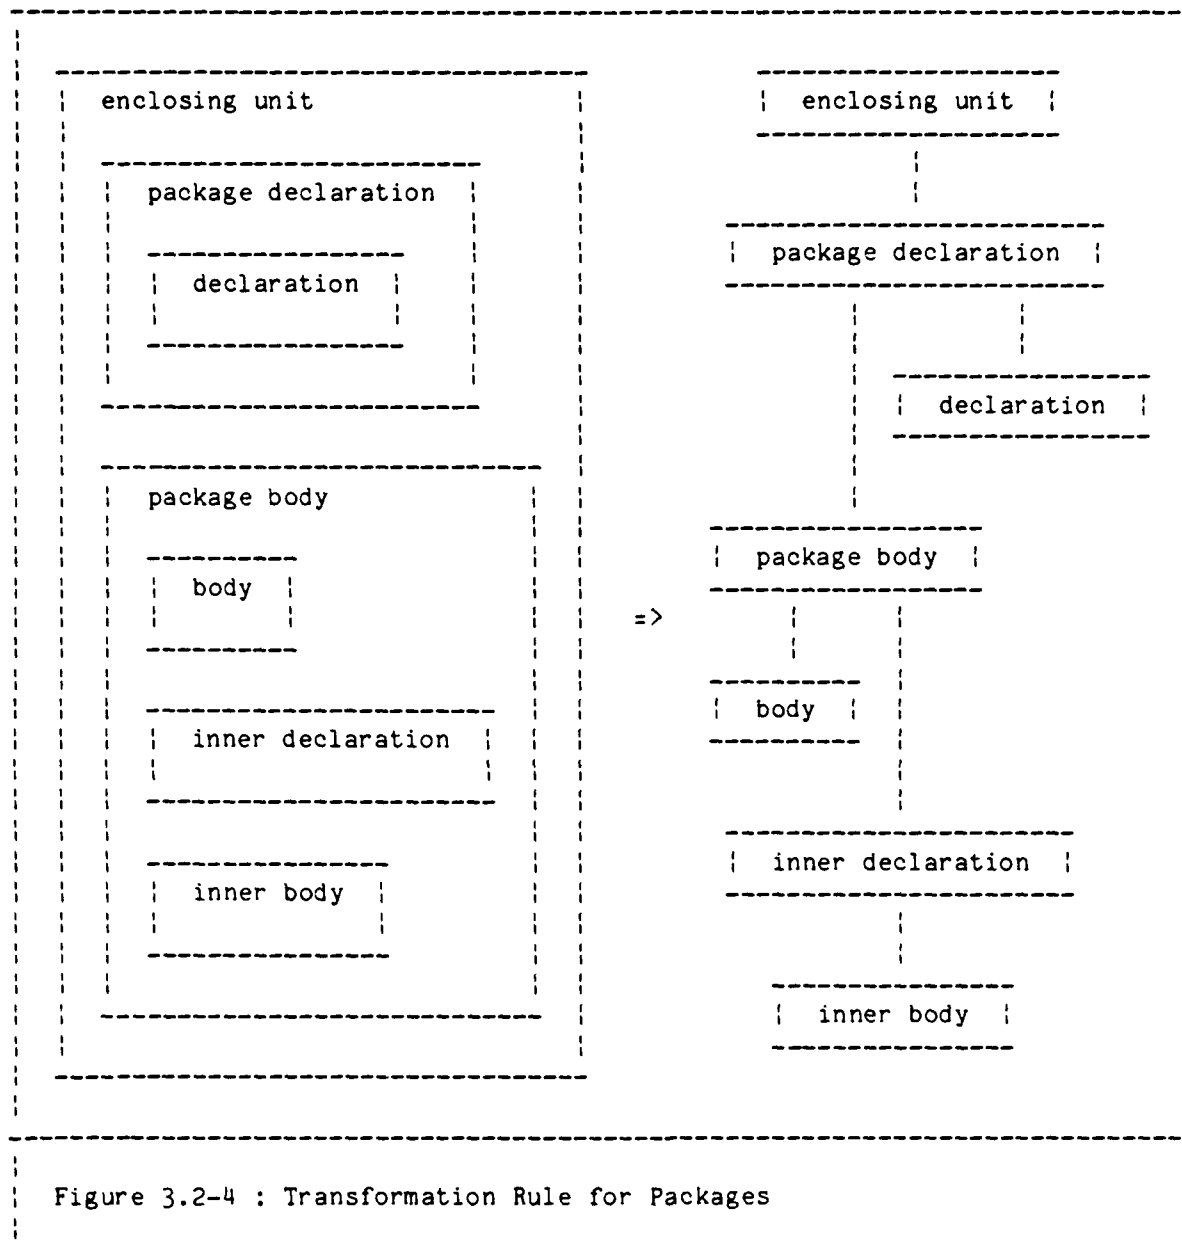 enclosing unit
package declaration
declaration
package body
body
inner declaration
inner body
=>
enclosing unit
package declaration
declaration
package body
body
inner declaration
inner body
Figure 3.2-4 : Transformation Rule for Packages